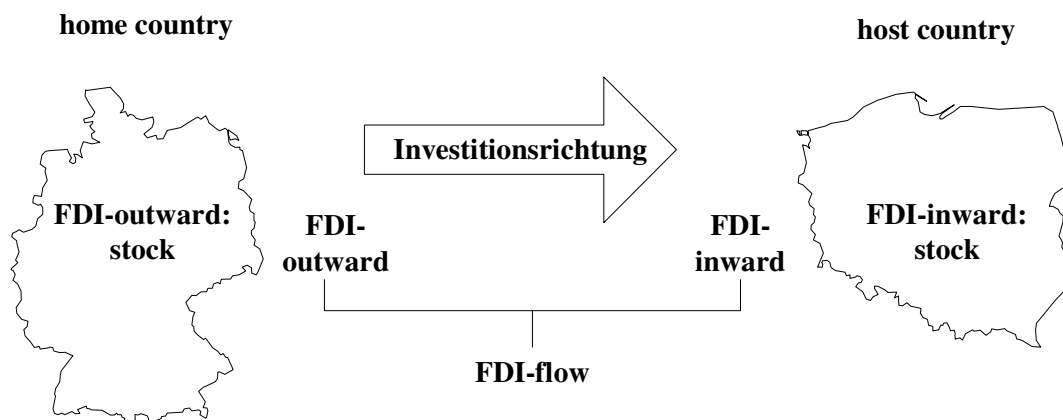 home country
host country
Investitionsrichtung
FDI-outward:
stock
FDI-
outward
FDI-
inward
FDI-inward:
stock
FDI-flow